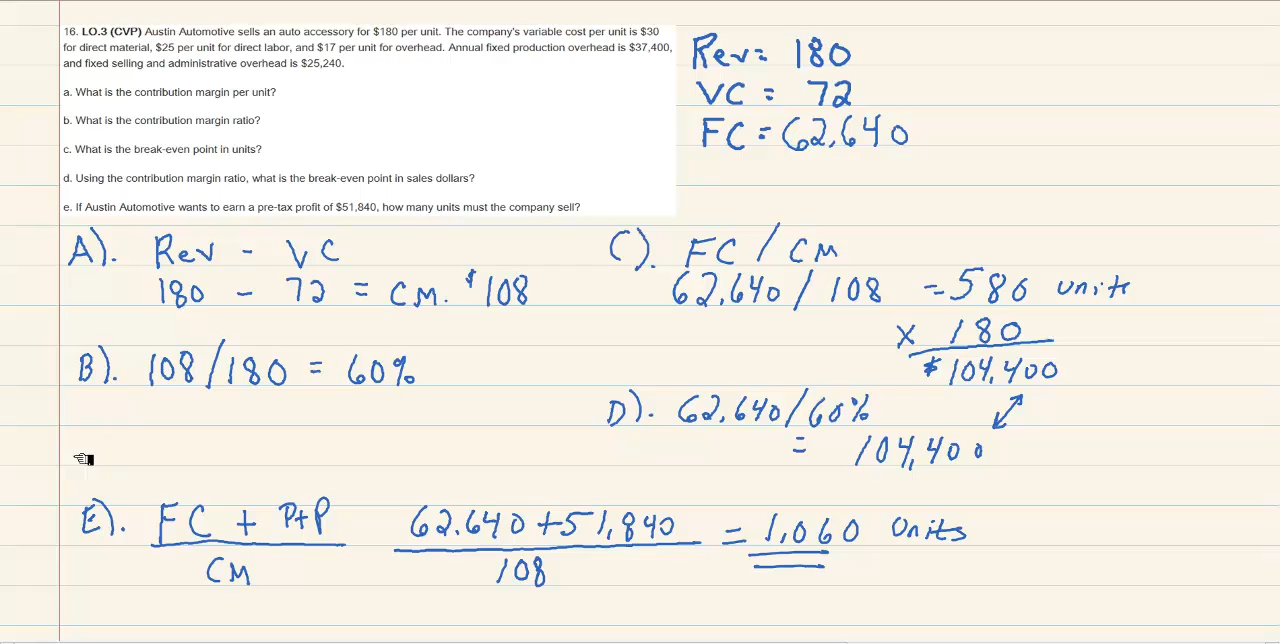 16. LO.3 (CVP) Austin Automotive sells an auto accessory for $180 per unit. The company's variable cost per unit is $30
for direct material, $25 per unit for direct labor, and $17 per unit for overhead. Annual fixed production overhead is $37,400,
and fixed selling and administrative overhead is $25,240.
a. What is the contribution margin per unit?
b. What is the contribution margin ratio?
c. What is the break-even point in units?
d. Using the contribution margin ratio, what is the break-even point in sales dollars?
e. If Austin Automotive wants to earn a pre-tax profit of $51,840, how many units must the company sell?
Rev = 180
VC = 72
FC = 62,640
A). Rev - VC
180 - 72 = C.M. $108
B). 108/180 = 60%
C). FC / CM
62,640 / 108 = 580 units
X 180
$104,400
D). 62,640/60%
= 104,400
E). FC + PtP
CM
62,640 + 51,840
108
= 1,060 Units